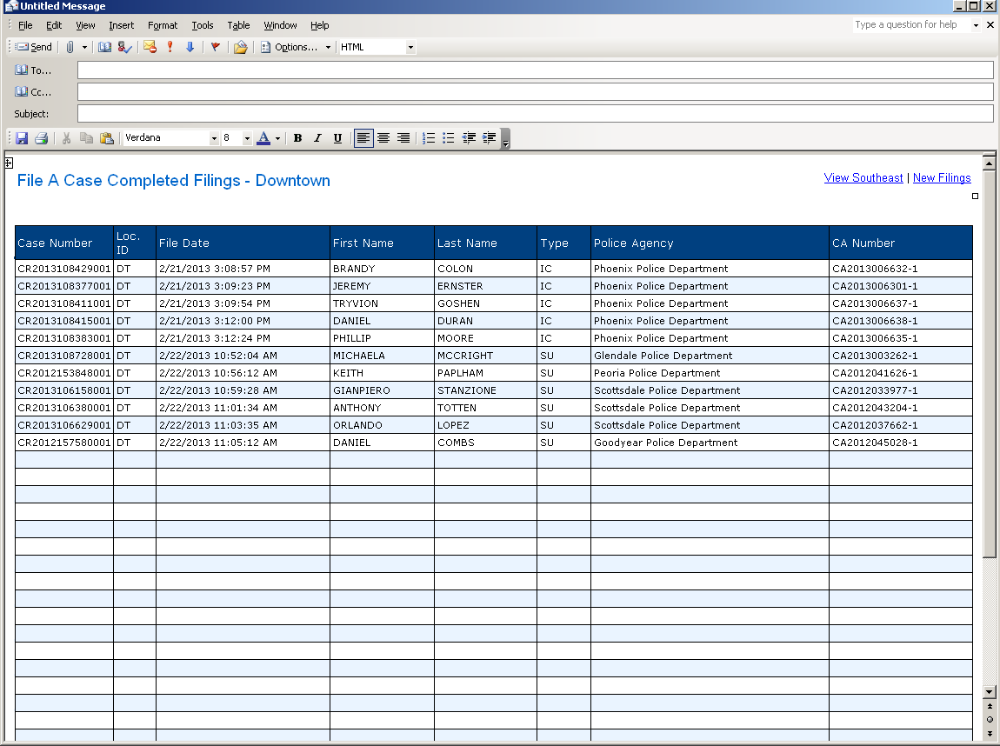 Untitled Message
File Edit View Insert Format Tools Table Window Help Type a question for help
Send Options... HTML
To...
Cc...
Subject:
Verdana 8 A B I U
File A Case Completed Filings - Downtown View Southeast | New Filings
Case Number Loc. ID File Date First Name Last Name Type Police Agency CA Number
CR2013108429001 DT 2/21/2013 3:08:57 PM BRANDY COLON IC Phoenix Police Department CA2013006632-1
CR2013108377001 DT 2/21/2013 3:09:23 PM JEREMY ERNSTER IC Phoenix Police Department CA2013006301-1
CR2013108411001 DT 2/21/2013 3:09:54 PM TRYVION GOSHEN IC Phoenix Police Department CA2013006637-1
CR2013108415001 DT 2/21/2013 3:12:00 PM DANIEL DURAN IC Phoenix Police Department CA2013006638-1
CR2013108383001 DT 2/21/2013 3:12:24 PM PHILLIP MOORE IC Phoenix Police Department CA2013006635-1
CR2013108728001 DT 2/22/2013 10:52:04 AM MICHAELA MCCRIGHT SU Glendale Police Department CA2013003262-1
CR2012153848001 DT 2/22/2013 10:56:12 AM KEITH PAPLHAM SU Peoria Police Department CA2012041626-1
CR2013106158001 DT 2/22/2013 10:59:28 AM GIANPIERO STANZIONE SU Scottsdale Police Department CA2012033977-1
CR2013106380001 DT 2/22/2013 11:01:34 AM ANTHONY TOTTEN SU Scottsdale Police Department CA2012043204-1
CR2013106629001 DT 2/22/2013 11:03:35 AM ORLANDO LOPEZ SU Scottsdale Police Department CA2012037662-1
CR2012157580001 DT 2/22/2013 11:05:12 AM DANIEL COMBS SU Goodyear Police Department CA2012045028-1